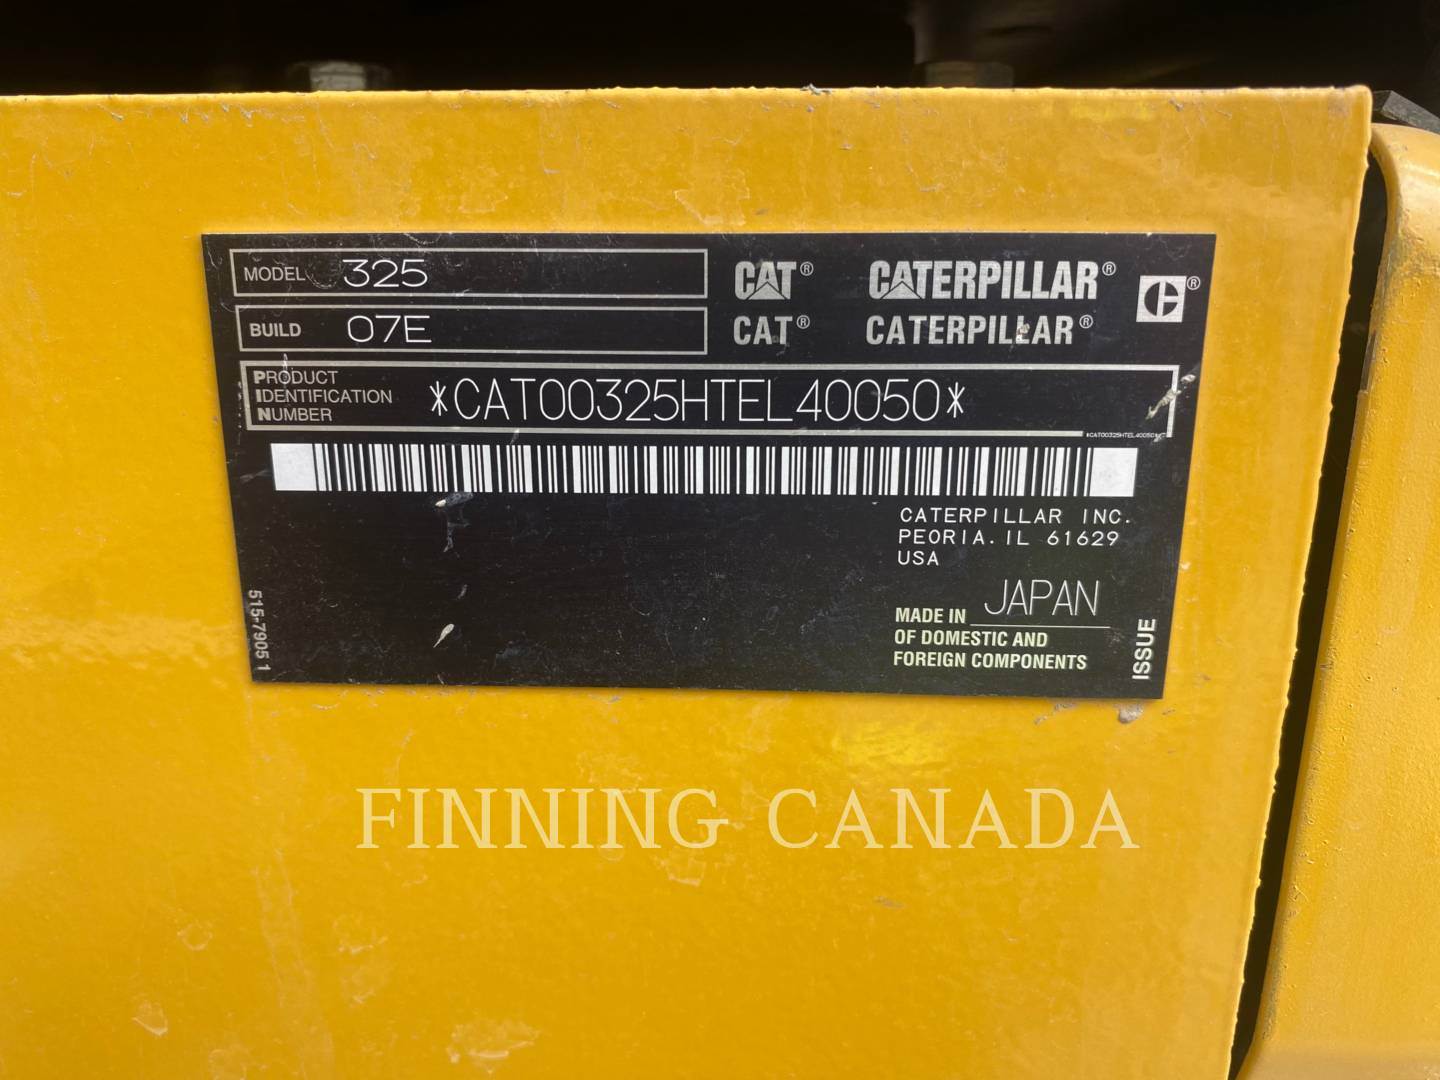 MODEL 325
BUILD 07E
PRODUCT
IDENTIFICATION
NUMBER
*CAT00325HTEL40050*
CAT® CATERPILLAR®
CAT® CATERPILLAR®
C®
*CAT00325HTEL40050*
CATERPILLAR INC.
PEORIA. IL 61629
USA
MADE IN JAPAN
OF DOMESTIC AND
FOREIGN COMPONENTS
ISSUE
515-7905 1
FINNING CANADA